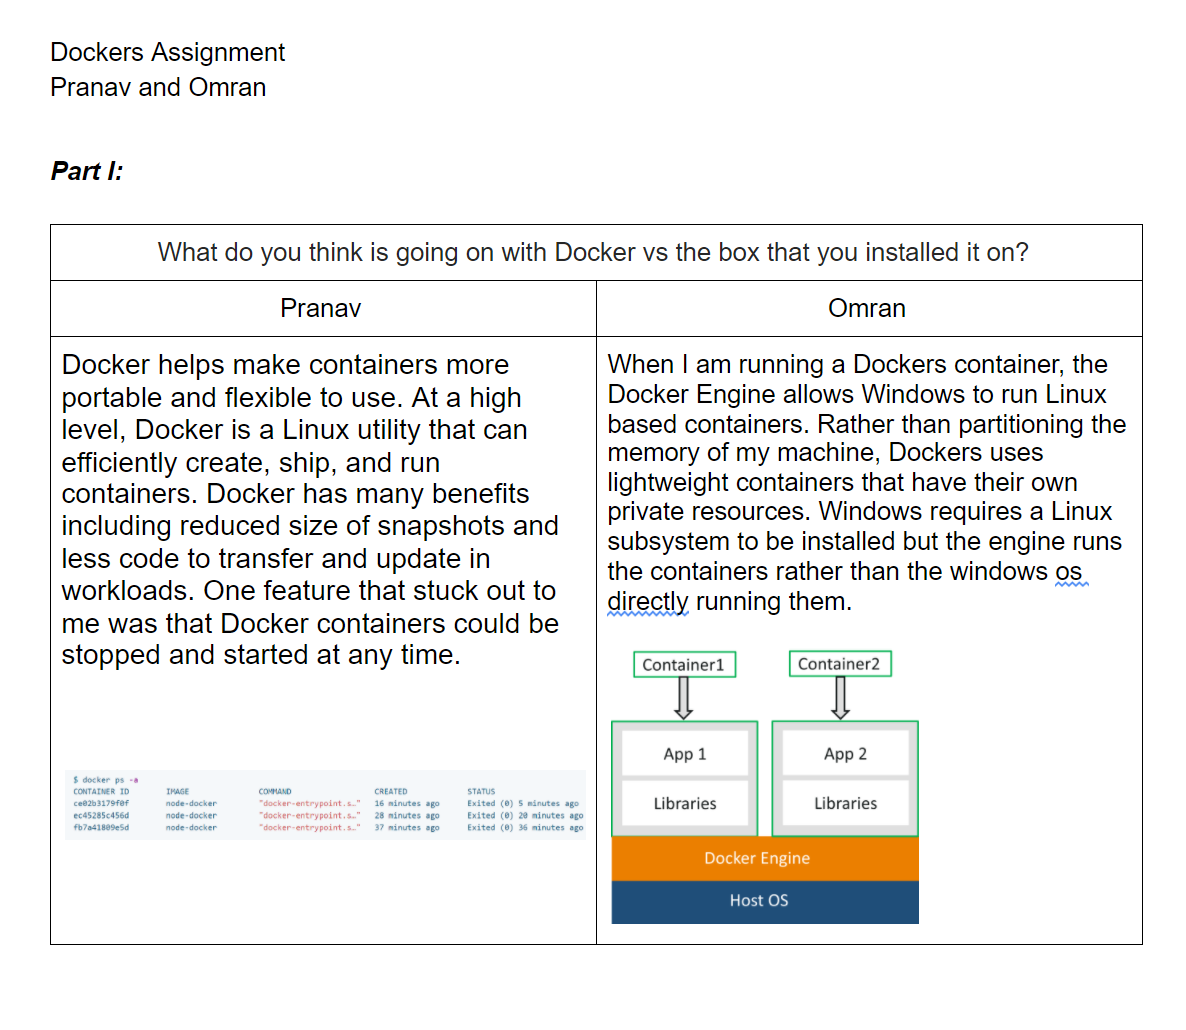 Dockers Assignment
Pranav and Omran
Part I:
What do you think is going on with Docker vs the box that you installed it on?
Pranav
Omran
Docker helps make containers more
portable and flexible to use. At a high
level, Docker is a Linux utility that can
efficiently create, ship, and run
containers. Docker has many benefits
including reduced size of snapshots and
less code to transfer and update in
workloads. One feature that stuck out to
me was that Docker containers could be
stopped and started at any time.
$ docker ps -a
CONTAINER ID IMAGE COMMAND CREATED STATUS
ce02b3179f0f node-docker "docker-entrypoint.s…" 16 minutes ago Exited (0) 5 minutes ago
ec45285c456d node-docker "docker-entrypoint.s…" 28 minutes ago Exited (0) 20 minutes ago
fb7a41809e5d node-docker "docker-entrypoint.s…" 37 minutes ago Exited (0) 36 minutes ago
When I am running a Dockers container, the
Docker Engine allows Windows to run Linux
based containers. Rather than partitioning the
memory of my machine, Dockers uses
lightweight containers that have their own
private resources. Windows requires a Linux
subsystem to be installed but the engine runs
the containers rather than the windows os
directly running them.
Container1
Container2
App 1
App 2
Libraries
Libraries
Docker Engine
Host OS